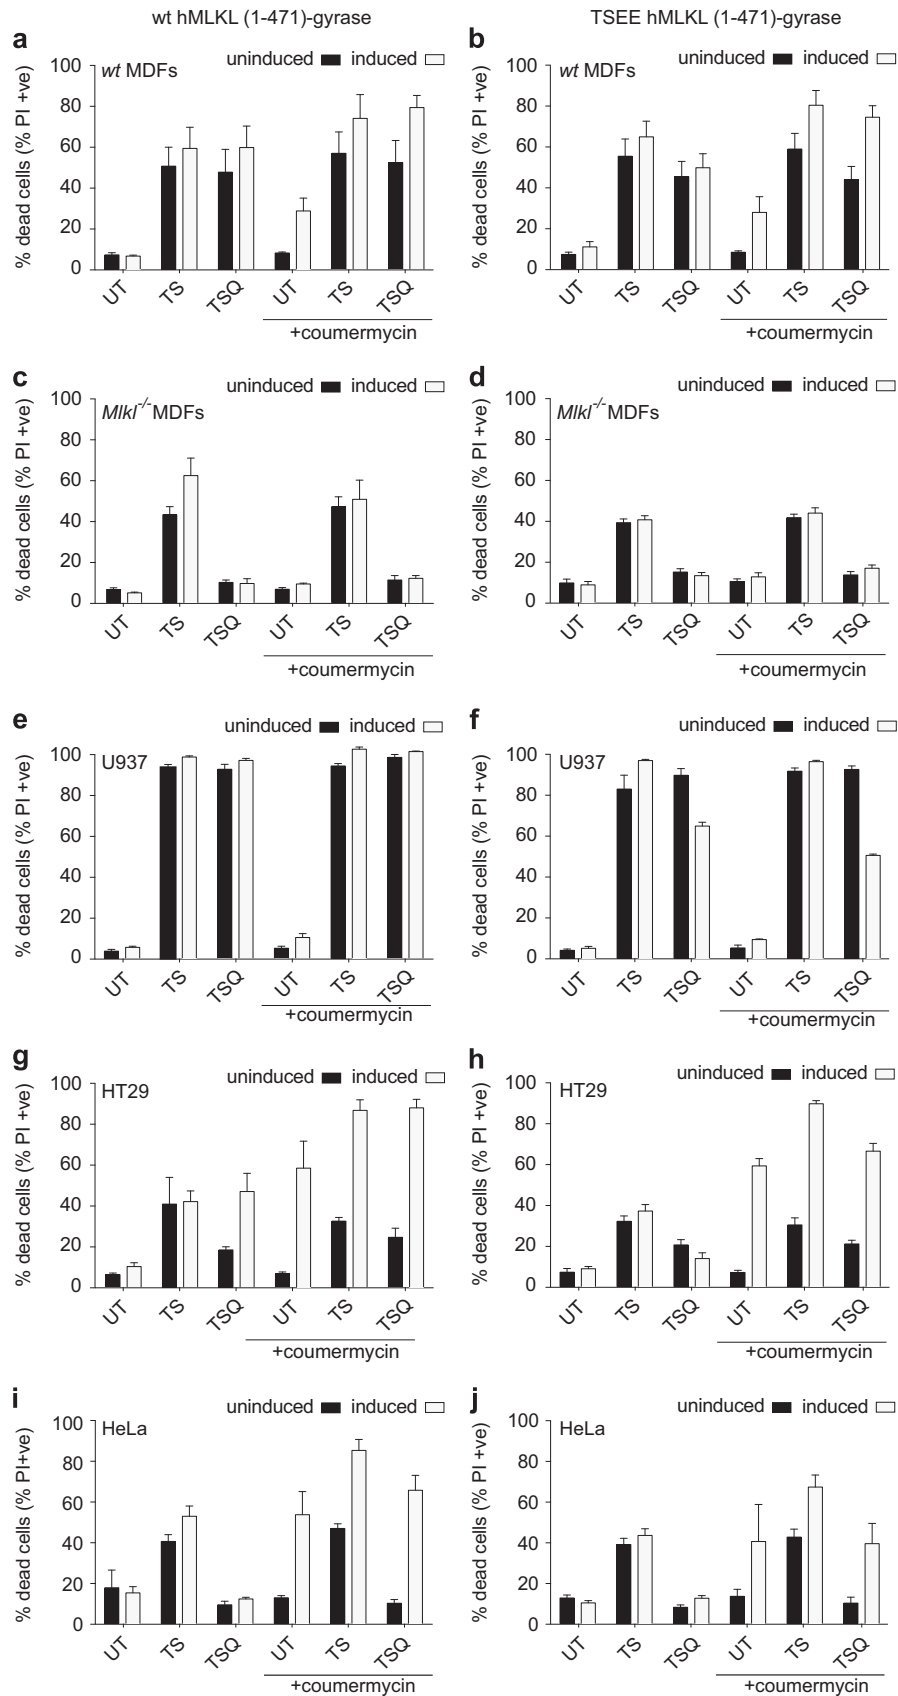 wt hMLKL (1-471)-gyrase
TSEE hMLKL (1-471)-gyrase
a
uninduced induced
wt MDFs
% dead cells (% PI +ve)
100
80
60
40
20
0
UT TS TSQ UT TS TSQ
+coumermycin
b
uninduced induced
wt MDFs
% dead cells (% PI +ve)
100
80
60
40
20
0
UT TS TSQ UT TS TSQ
+coumermycin
c
uninduced induced
Mlkl-/-MDFs
% dead cells (% PI +ve)
100
80
60
40
20
0
UT TS TSQ UT TS TSQ
+coumermycin
d
uninduced induced
Mlkl-/-MDFs
% dead cells (% PI +ve)
100
80
60
40
20
0
UT TS TSQ UT TS TSQ
+coumermycin
e
uninduced induced
U937
% dead cells (% PI +ve)
100
80
60
40
20
0
UT TS TSQ UT TS TSQ
+coumermycin
f
uninduced induced
U937
% dead cells (% PI +ve)
100
80
60
40
20
0
UT TS TSQ UT TS TSQ
+coumermycin
g
uninduced induced
HT29
% dead cells (% PI +ve)
100
80
60
40
20
0
UT TS TSQ UT TS TSQ
+coumermycin
h
uninduced induced
HT29
% dead cells (% PI +ve)
100
80
60
40
20
0
UT TS TSQ UT TS TSQ
+coumermycin
i
uninduced induced
HeLa
% dead cells (% PI+ve)
100
80
60
40
20
0
UT TS TSQ UT TS TSQ
+coumermycin
j
uninduced induced
HeLa
% dead cells (% PI +ve)
100
80
60
40
20
0
UT TS TSQ UT TS TSQ
+coumermycin